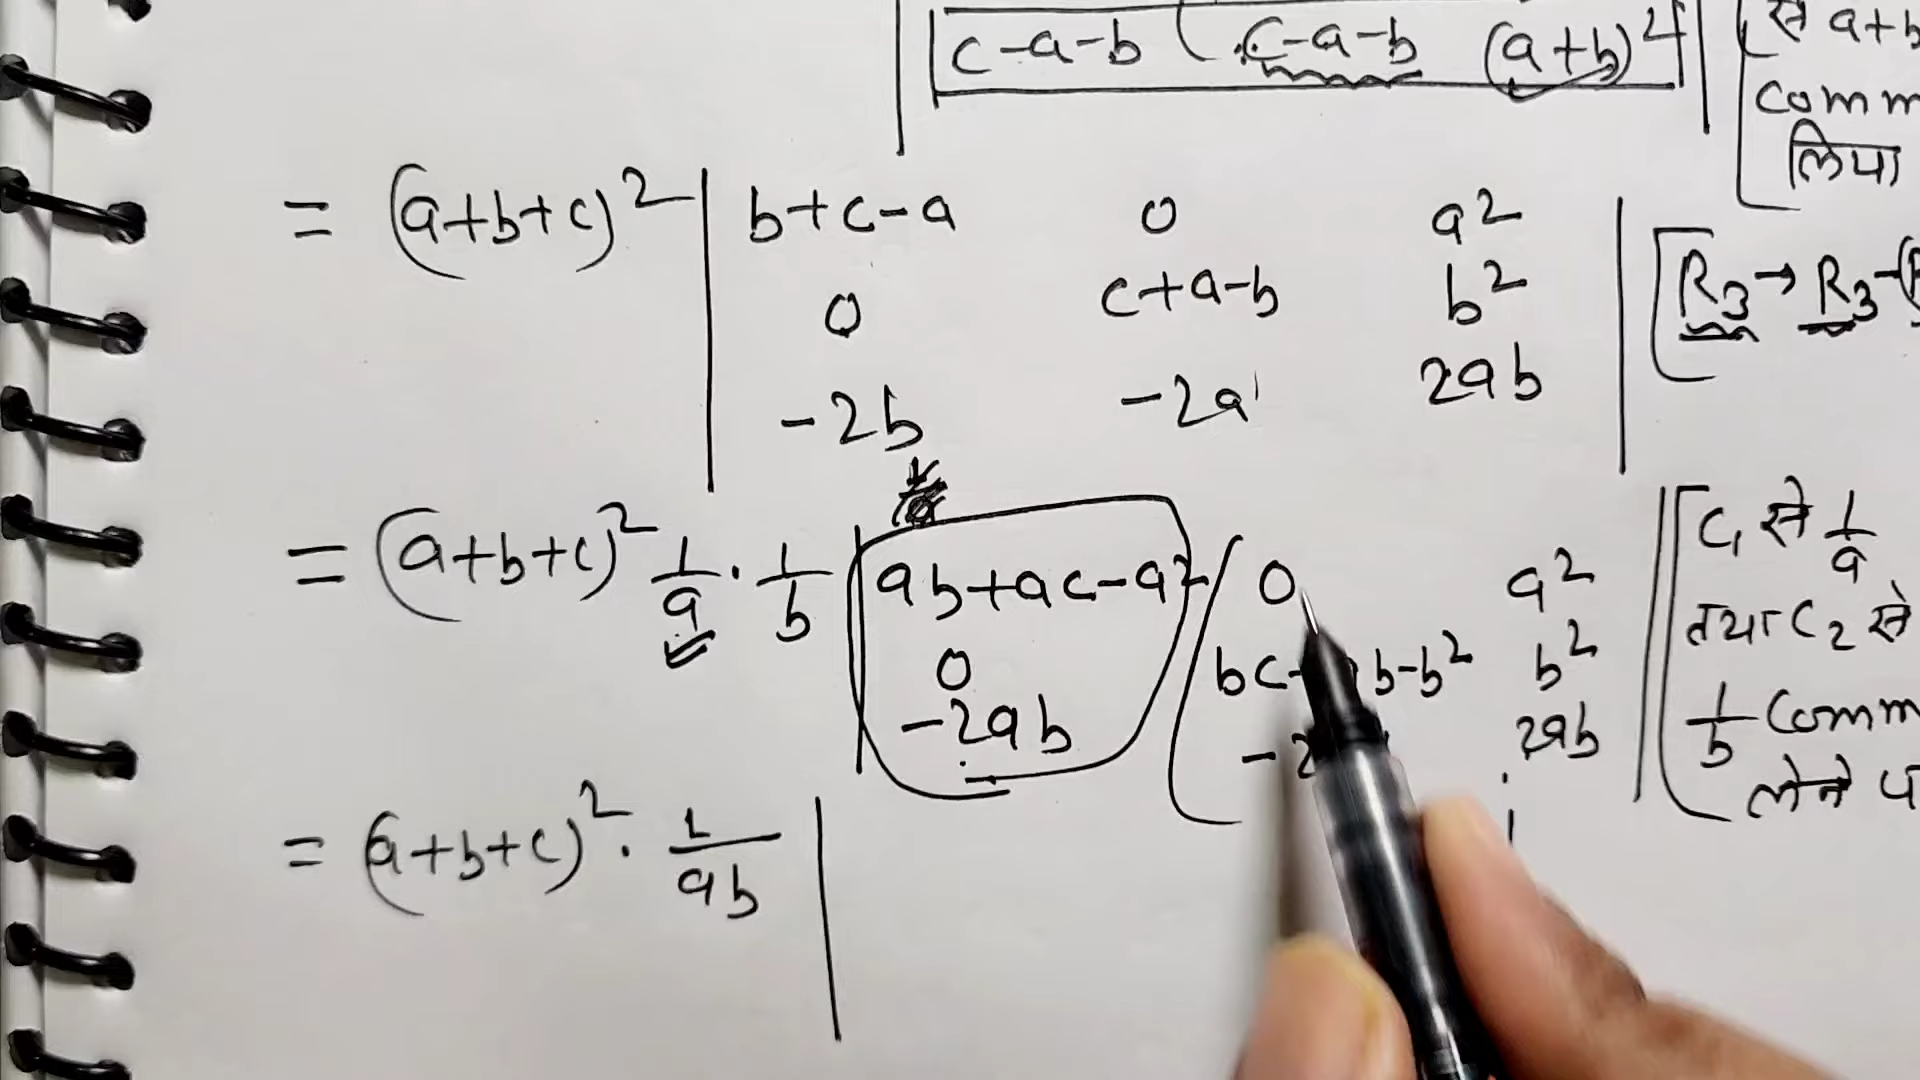 c-a-b c-a-b (a+b)² से a+b
comm
लिया
= (a+b+c)² | b+c-a 0 a² |
0 c+a-b b² [R₃→R₃-(
-2b -2a 2ab
= (a+b+c)² 1/a · 1/b | ab+ac-a² 0 a² | [C₁ से 1/a
0 b² तथा C₂ से
-2ab 2ab 1/b comm
लेने प
= (a+b+c)² · 1/ab |